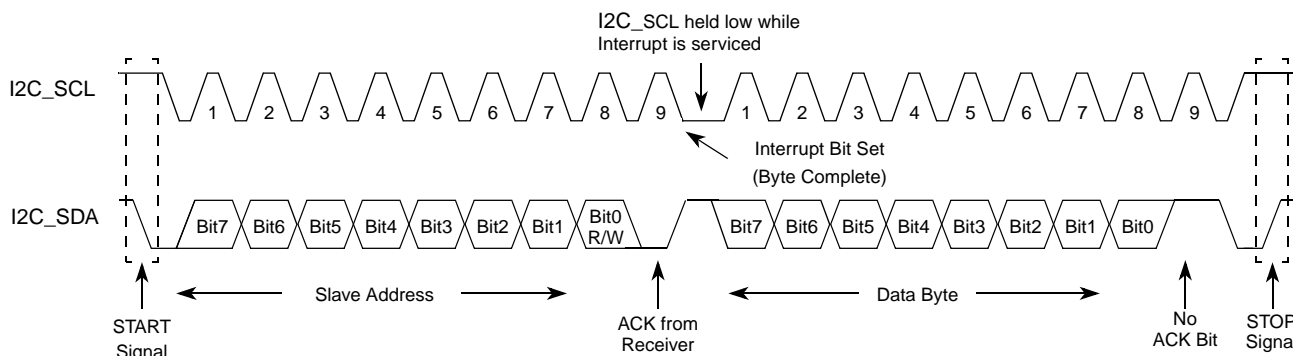 I2C_SCL held low while
Interrupt is serviced
I2C_SCL
1 2 3 4 5 6 7 8 9 1 2 3 4 5 6 7 8 9
Interrupt Bit Set
(Byte Complete)
I2C_SDA
Bit7 Bit6 Bit5 Bit4 Bit3 Bit2 Bit1 Bit0 R/W Bit7 Bit6 Bit5 Bit4 Bit3 Bit2 Bit1 Bit0
Slave Address
Data Byte
START
Signal
ACK from
Receiver
No
ACK Bit
STOP
Signal